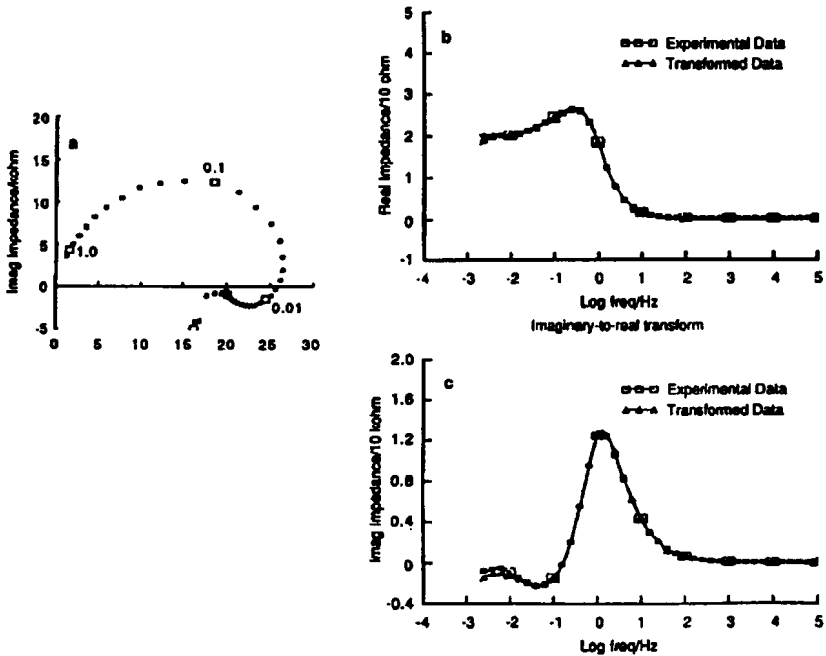 a
Imag Impedance/kohm
20
15
10
5
0
-5
0 5 10 15 20 25 30
0.1
1.0
0.01
b
Real Impedance/10 ohm
5
4
3
2
1
0
-1
Experimental Data
Transformed Data
-4 -3 -2 -1 0 1 2 3 4 5
Log freq/Hz
Imaginary-to-real transform
c
Imag Impedance/10 kohm
2.0
1.6
1.2
0.8
0.4
0
-0.4
Experimental Data
Transformed Data
-4 -3 -2 -1 0 1 2 3 4 5
Log freq/Hz